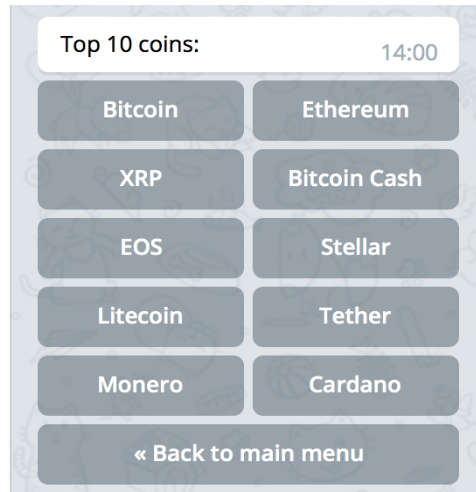 Top 10 coins:
14:00
Bitcoin
Ethereum
XRP
Bitcoin Cash
EOS
Stellar
Litecoin
Tether
Monero
Cardano
« Back to main menu